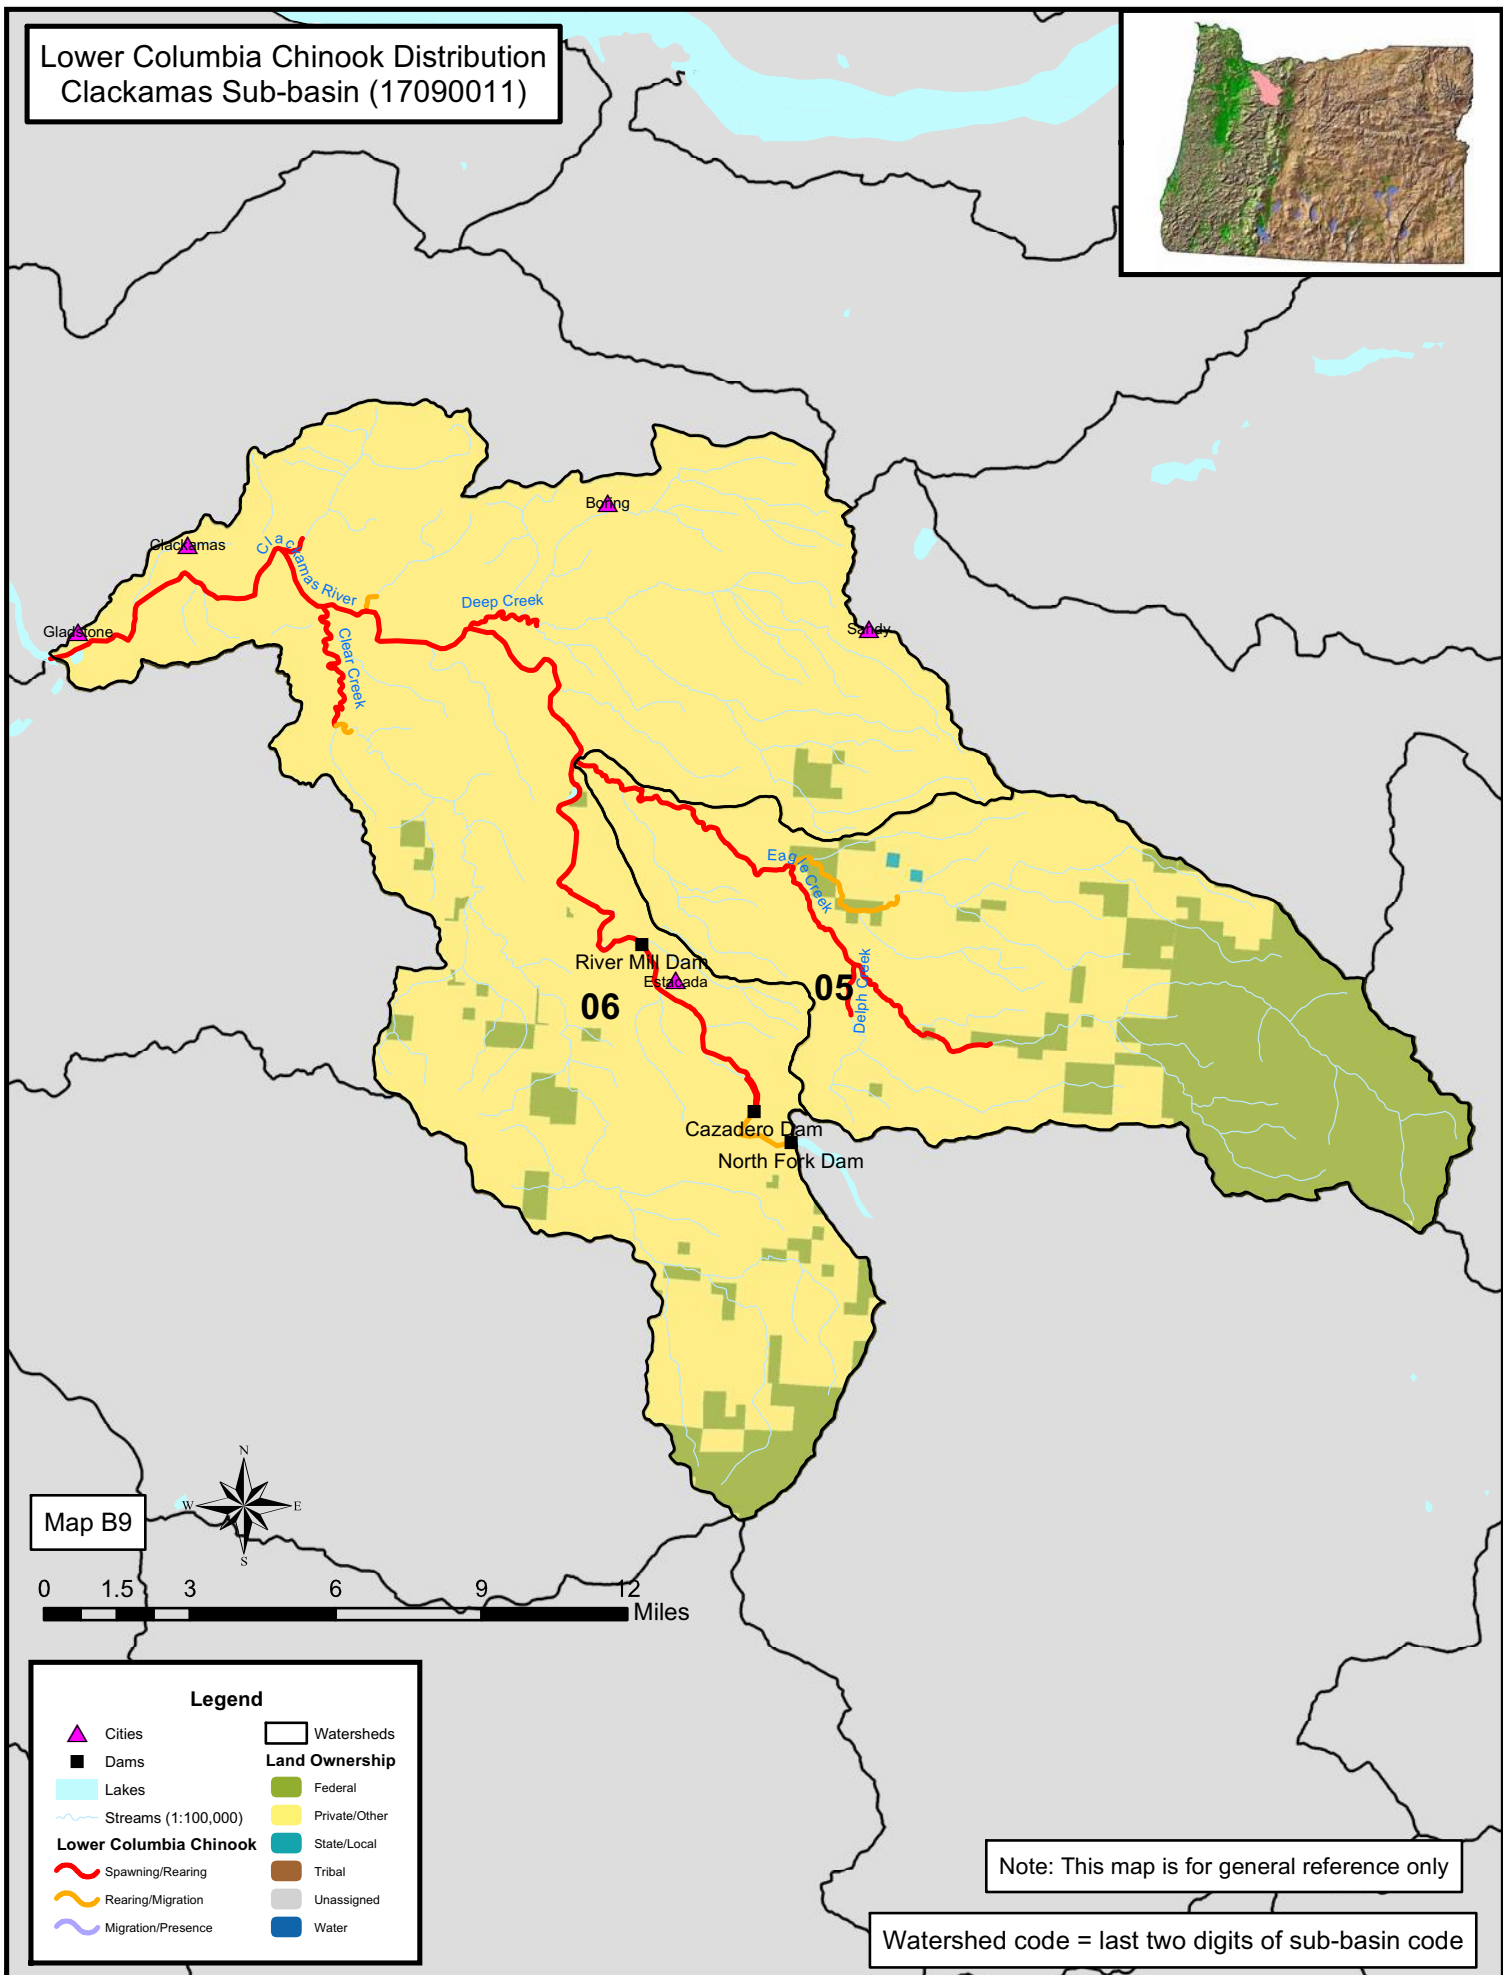 Lower Columbia Chinook Distribution
Clackamas Sub-basin (17090011)
Boring
Clackamas
Clackamas River
Deep Creek
Gladstone
Sandy
Clear Creek
Eagle Creek
River Mill Dam
Estacada
06
05
Delph Creek
Cazadero Dam
North Fork Dam
N
W
E
S
Map B9
0 1.5 3 6 9 12
Miles
Legend
Cities
Dams
Lakes
Streams (1:100,000)
Lower Columbia Chinook
Spawning/Rearing
Rearing/Migration
Migration/Presence
Watersheds
Land Ownership
Federal
Private/Other
State/Local
Tribal
Unassigned
Water
Note: This map is for general reference only
Watershed code = last two digits of sub-basin code